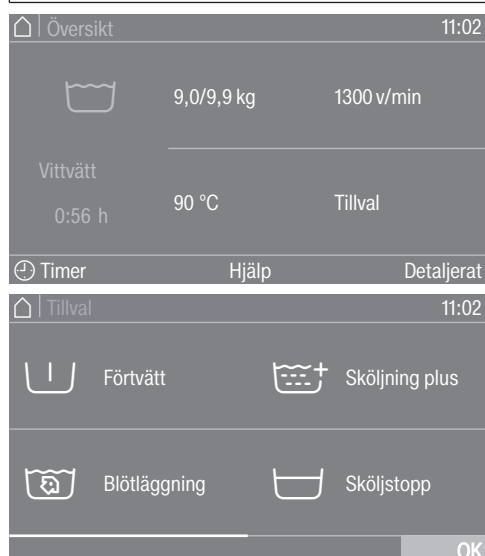 Översikt 11:02
9,0/9,9 kg 1300 v/min
Vittvätt
0:56 h
90 °C Tillval
Timer Hjälp Detaljerat
Tillval 11:02
Förtvätt Sköljning plus
Blötläggning Sköljstopp
OK